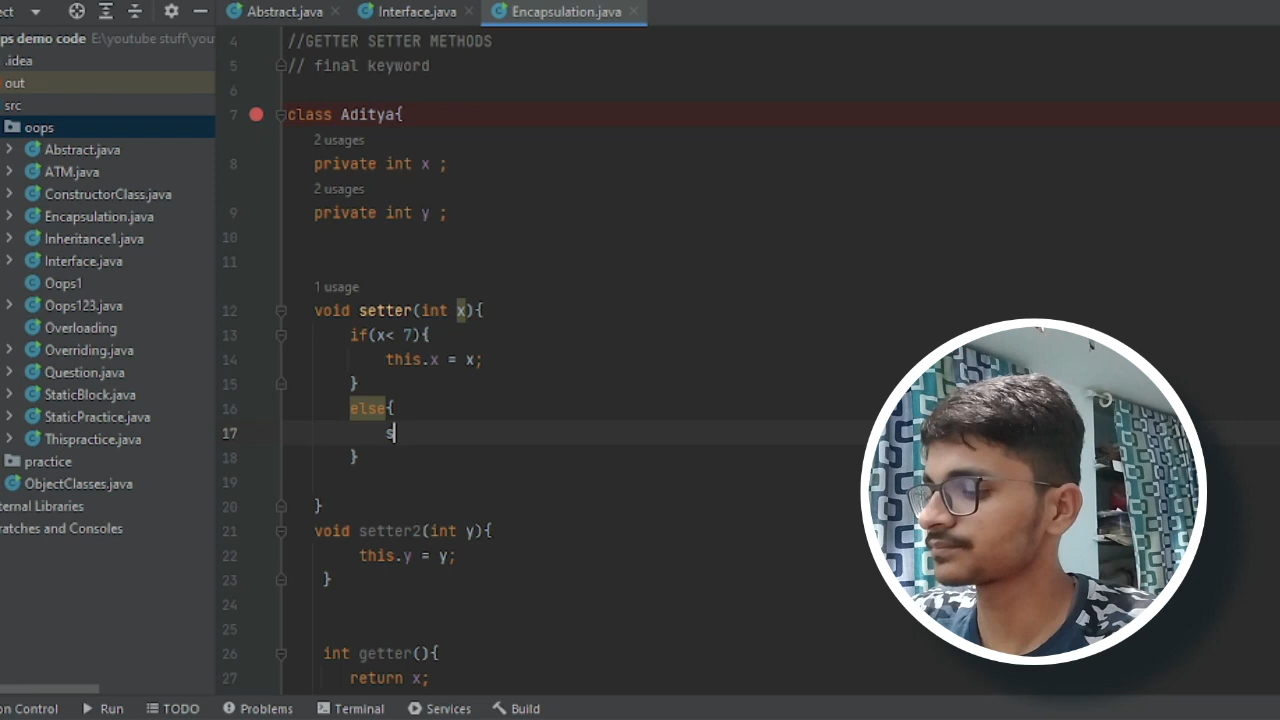 ect
Abstract.java
Interface.java
Encapsulation.java
ps demo code E:\youtube stuff\you
.idea
out
src
oops
Abstract.java
ATM.java
ConstructorClass.java
Encapsulation.java
Inheritance1.java
Interface.java
Oops1
Oops123.java
Overloading
Overriding.java
Question.java
StaticBlock.java
StaticPractice.java
Thispractice.java
practice
ObjectClasses.java
ternal Libraries
ratches and Consoles
4 //GETTER SETTER METHODS
5 // final keyword
6
7 class Aditya{
2 usages
8 private int x ;
2 usages
9 private int y ;
10
11
1 usage
12 void setter(int x){
13 if(x< 7){
14 this.x = x;
15 }
16 else{
17 s
18 }
19
20 }
21 void setter2(int y){
22 this.y = y;
23 }
24
25
26 int getter(){
27 return x;
on Control Run TODO Problems Terminal Services Build